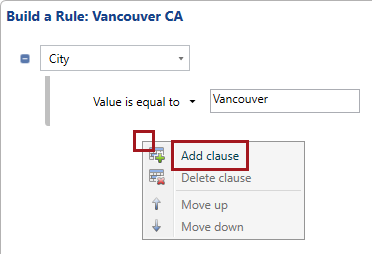 Build a Rule: Vancouver CA
City
Value is equal to Vancouver
Add clause
Delete clause
Move up
Move down